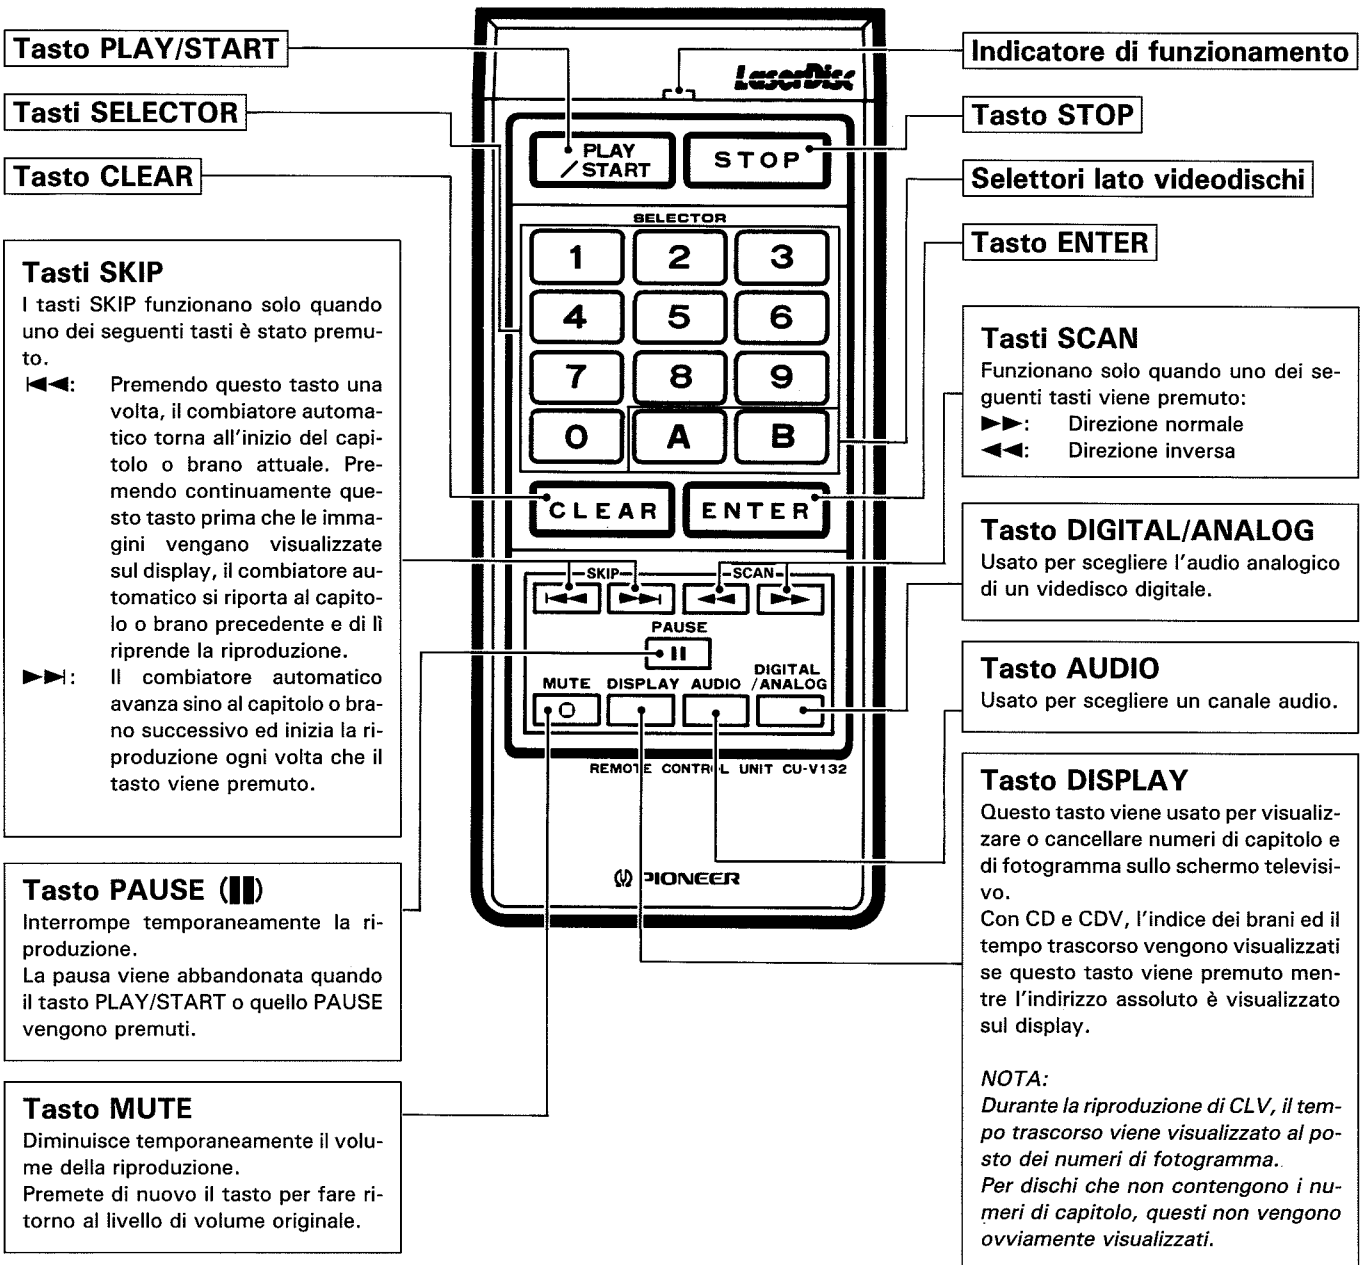 Tasto PLAY/START
Tasti SELECTOR
Tasto CLEAR
Tasti SKIP
I tasti SKIP funzionano solo quando
uno dei seguenti tasti è stato premu-
to.
|◀◀: Premendo questo tasto una
volta, il combiatore automa-
tico torna all'inizio del capi-
tolo o brano attuale. Pre-
mendo continuamente que-
sto tasto prima che le imma-
gini vengano visualizzate
sul display, il combiatore au-
tomatico si riporta al capito-
lo o brano precedente e di lì
riprende la riproduzione.
▶▶|: Il combiatore automatico
avanza sino al capitolo o bra-
no successivo ed inizia la ri-
produzione ogni volta che il
tasto viene premuto.
Tasto PAUSE (▮▮)
Interrompe temporaneamente la ri-
produzione.
La pausa viene abbandonata quando
il tasto PLAY/START o quello PAUSE
vengono premuti.
Tasto MUTE
Diminuisce temporaneamente il volu-
me della riproduzione.
Premete di nuovo il tasto per fare ri-
torno al livello di volume originale.
LaserDisc
PLAY
/START
STOP
SELECTOR
1 2 3
4 5 6
7 8 9
0 A B
CLEAR ENTER
SKIP SCAN
|◀◀ ▶▶| ◀◀ ▶▶
PAUSE
▮▮
MUTE DISPLAY AUDIO DIGITAL
/ANALOG
REMOTE CONTROL UNIT CU-V132
PIONEER
Indicatore di funzionamento
Tasto STOP
Selettori lato videodischi
Tasto ENTER
Tasti SCAN
Funzionano solo quando uno dei se-
guenti tasti viene premuto:
▶▶: Direzione normale
◀◀: Direzione inversa
Tasto DIGITAL/ANALOG
Usato per scegliere l'audio analogico
di un videdisco digitale.
Tasto AUDIO
Usato per scegliere un canale audio.
Tasto DISPLAY
Questo tasto viene usato per visualiz-
zare o cancellare numeri di capitolo e
di fotogramma sullo schermo televisi-
vo.
Con CD e CDV, l'indice dei brani ed il
tempo trascorso vengono visualizzati
se questo tasto viene premuto men-
tre l'indirizzo assoluto è visualizzato
sul display.
NOTA:
Durante la riproduzione di CLV, il tem-
po trascorso viene visualizzato al po-
sto dei numeri di fotogramma.
Per dischi che non contengono i nu-
meri di capitolo, questi non vengono
ovviamente visualizzati.